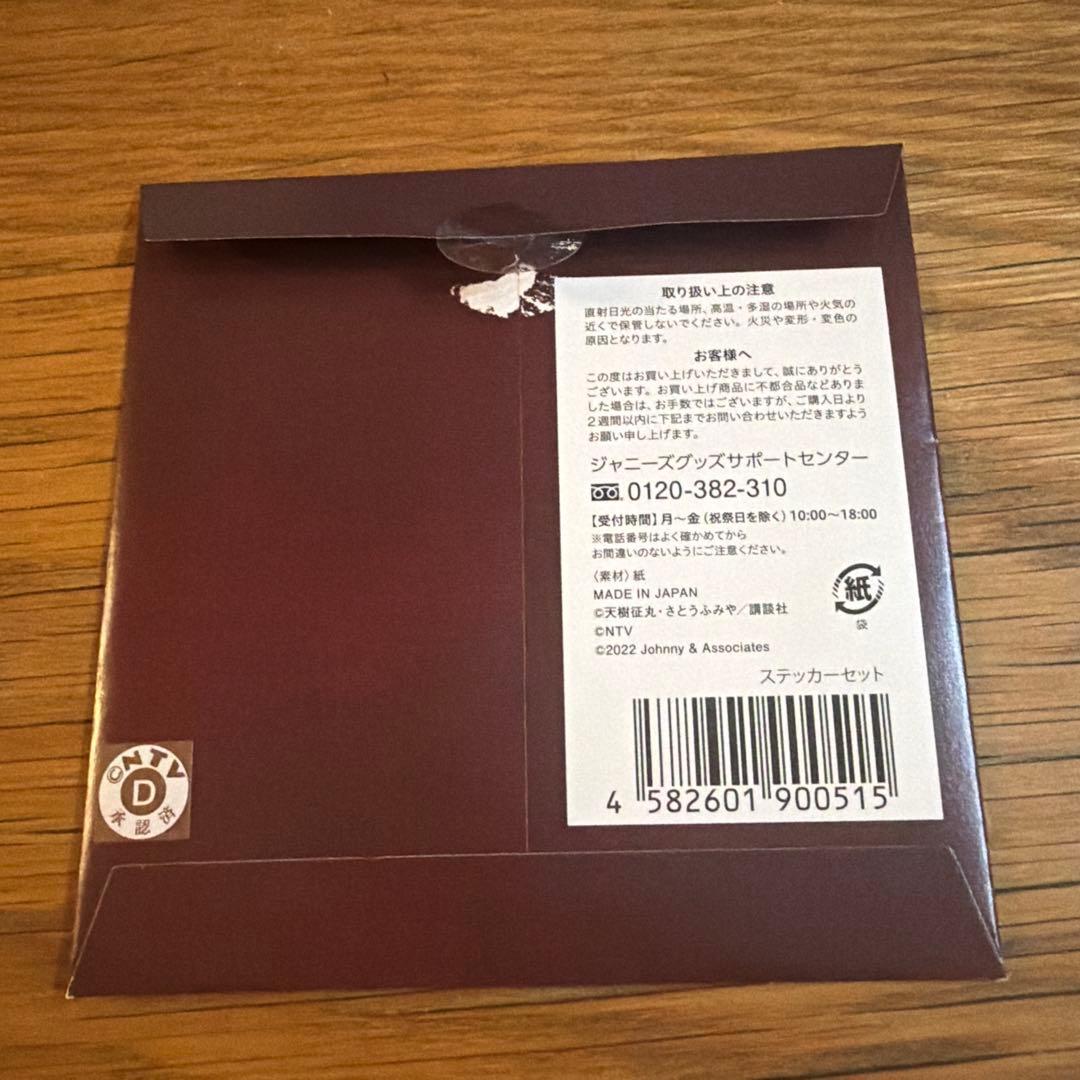 取り扱い上の注意
直射日光の当たる場所、高温・多湿の場所や火気の
近くで保管しないでください。火災や変形・変色の
原因となります。
お客様へ
この度はお買い上げいただきまして、誠にありがとう
ございます。お買い上げ商品に不都合品などありま
した場合は、お手数ではございますが、ご購入日より
2週間以内に下記までお問い合わせいただきますよう
お願い申し上げます。
ジャニーズグッズサポートセンター
0120-382-310
【受付時間】月〜金(祝祭日を除く)10:00〜18:00
※電話番号はよく確かめてから
お間違いのないようにご注意ください。
〈素材〉紙
MADE IN JAPAN
©天樹征丸・さとうふみや/講談社
©NTV
©2022 Johnny & Associates
紙
袋
ステッカーセット
4 582601 900515
©NTV
D
承認済